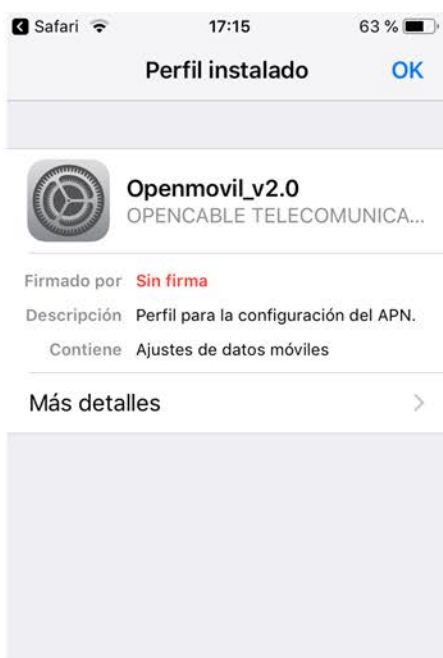 Safari 17:15 63 %
Perfil instalado OK
Openmovil_v2.0
OPENCABLE TELECOMUNICA...
Firmado por Sin firma
Descripción Perfil para la configuración del APN.
Contiene Ajustes de datos móviles
Más detalles